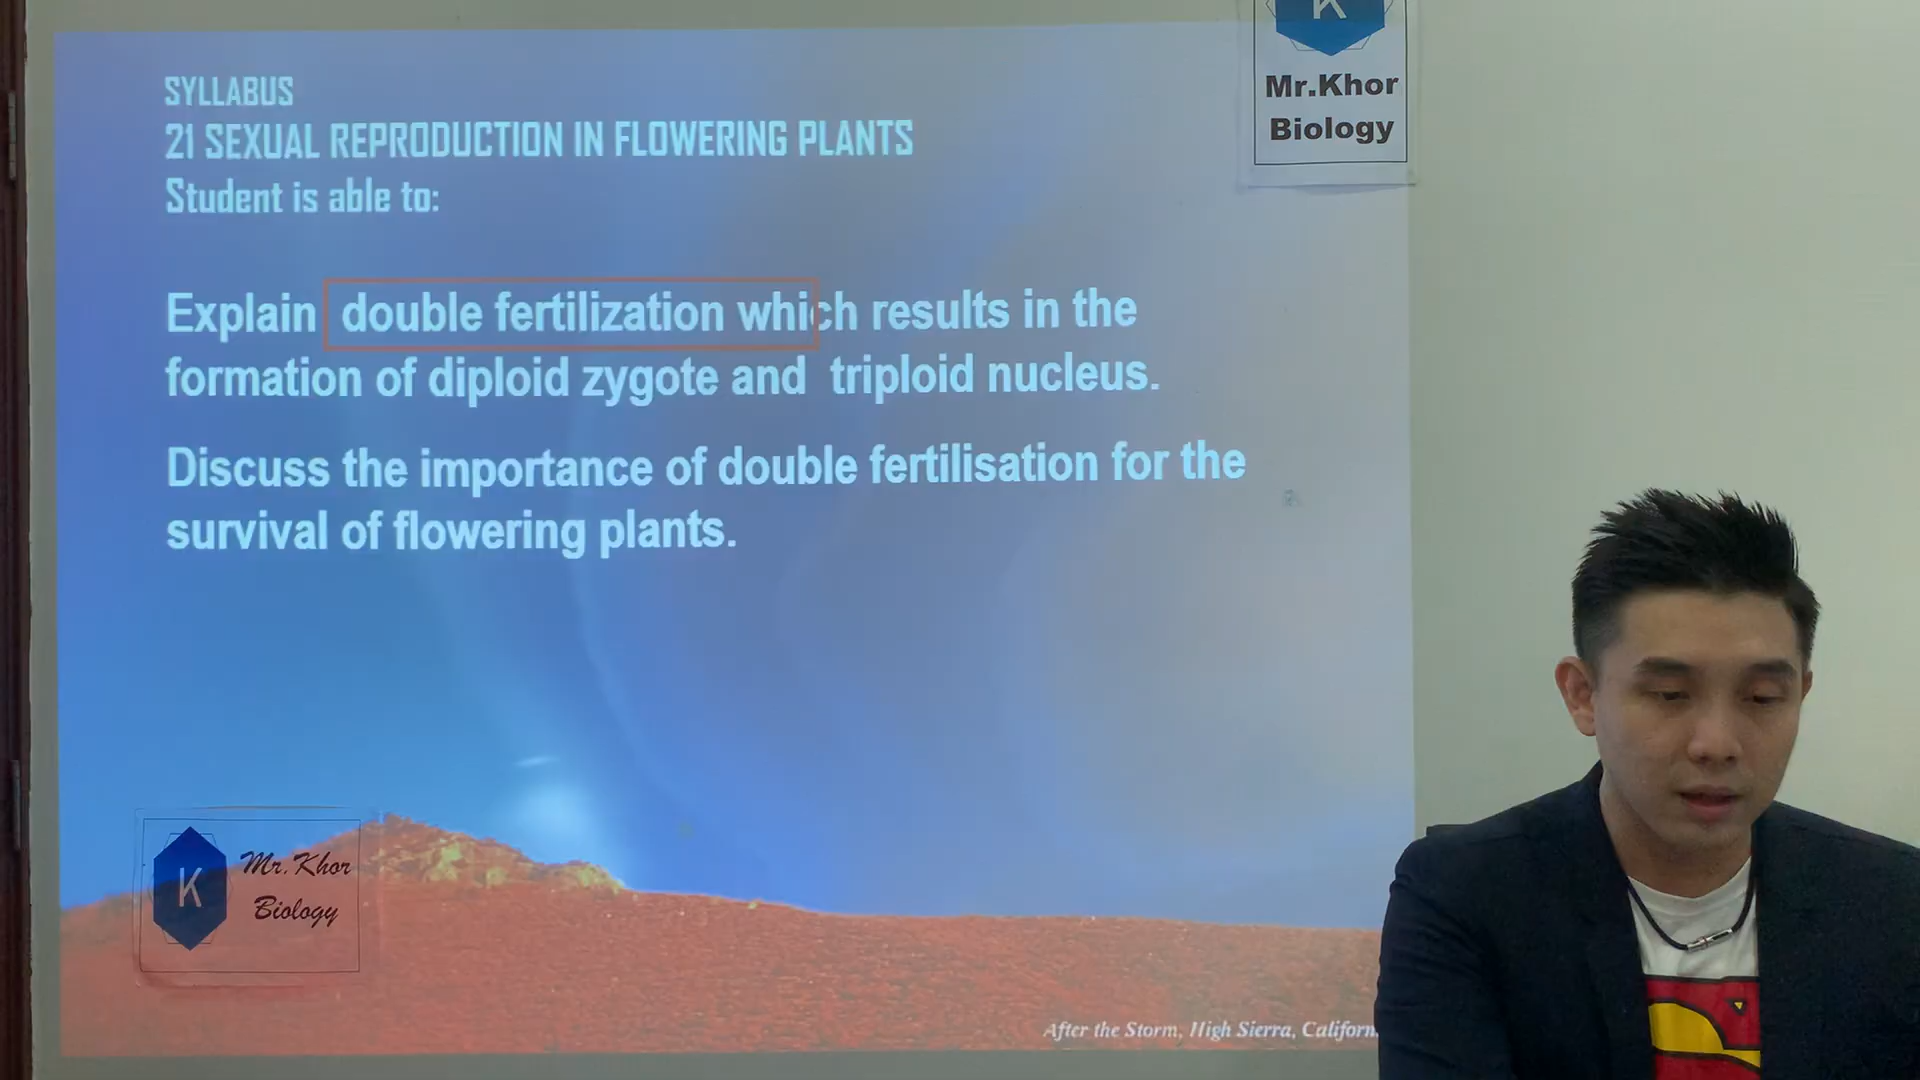 K
Mr.Khor
Biology
SYLLABUS
21 SEXUAL REPRODUCTION IN FLOWERING PLANTS
Student is able to:
Explain double fertilization which results in the
formation of diploid zygote and triploid nucleus.
Discuss the importance of double fertilisation for the
survival of flowering plants.
K
Mr.Khor
Biology
After the Storm, High Sierra, Californ